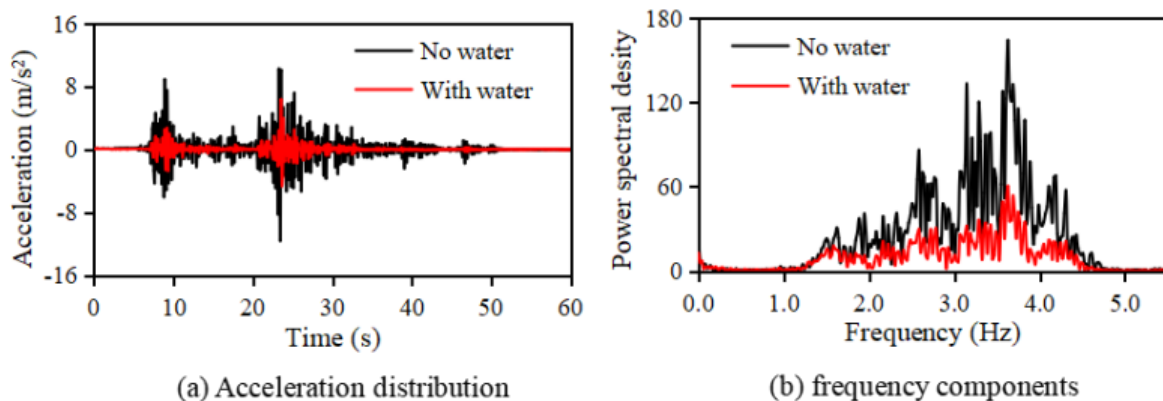 16
8
0
-8
-16
Acceleration (m/s²)
No water
With water
0 10 20 30 40 50 60
Time (s)
(a) Acceleration distribution
180
120
60
0
Power spectral desity
No water
With water
0.0 1.0 2.0 3.0 4.0 5.0
Frequency (Hz)
(b) frequency components